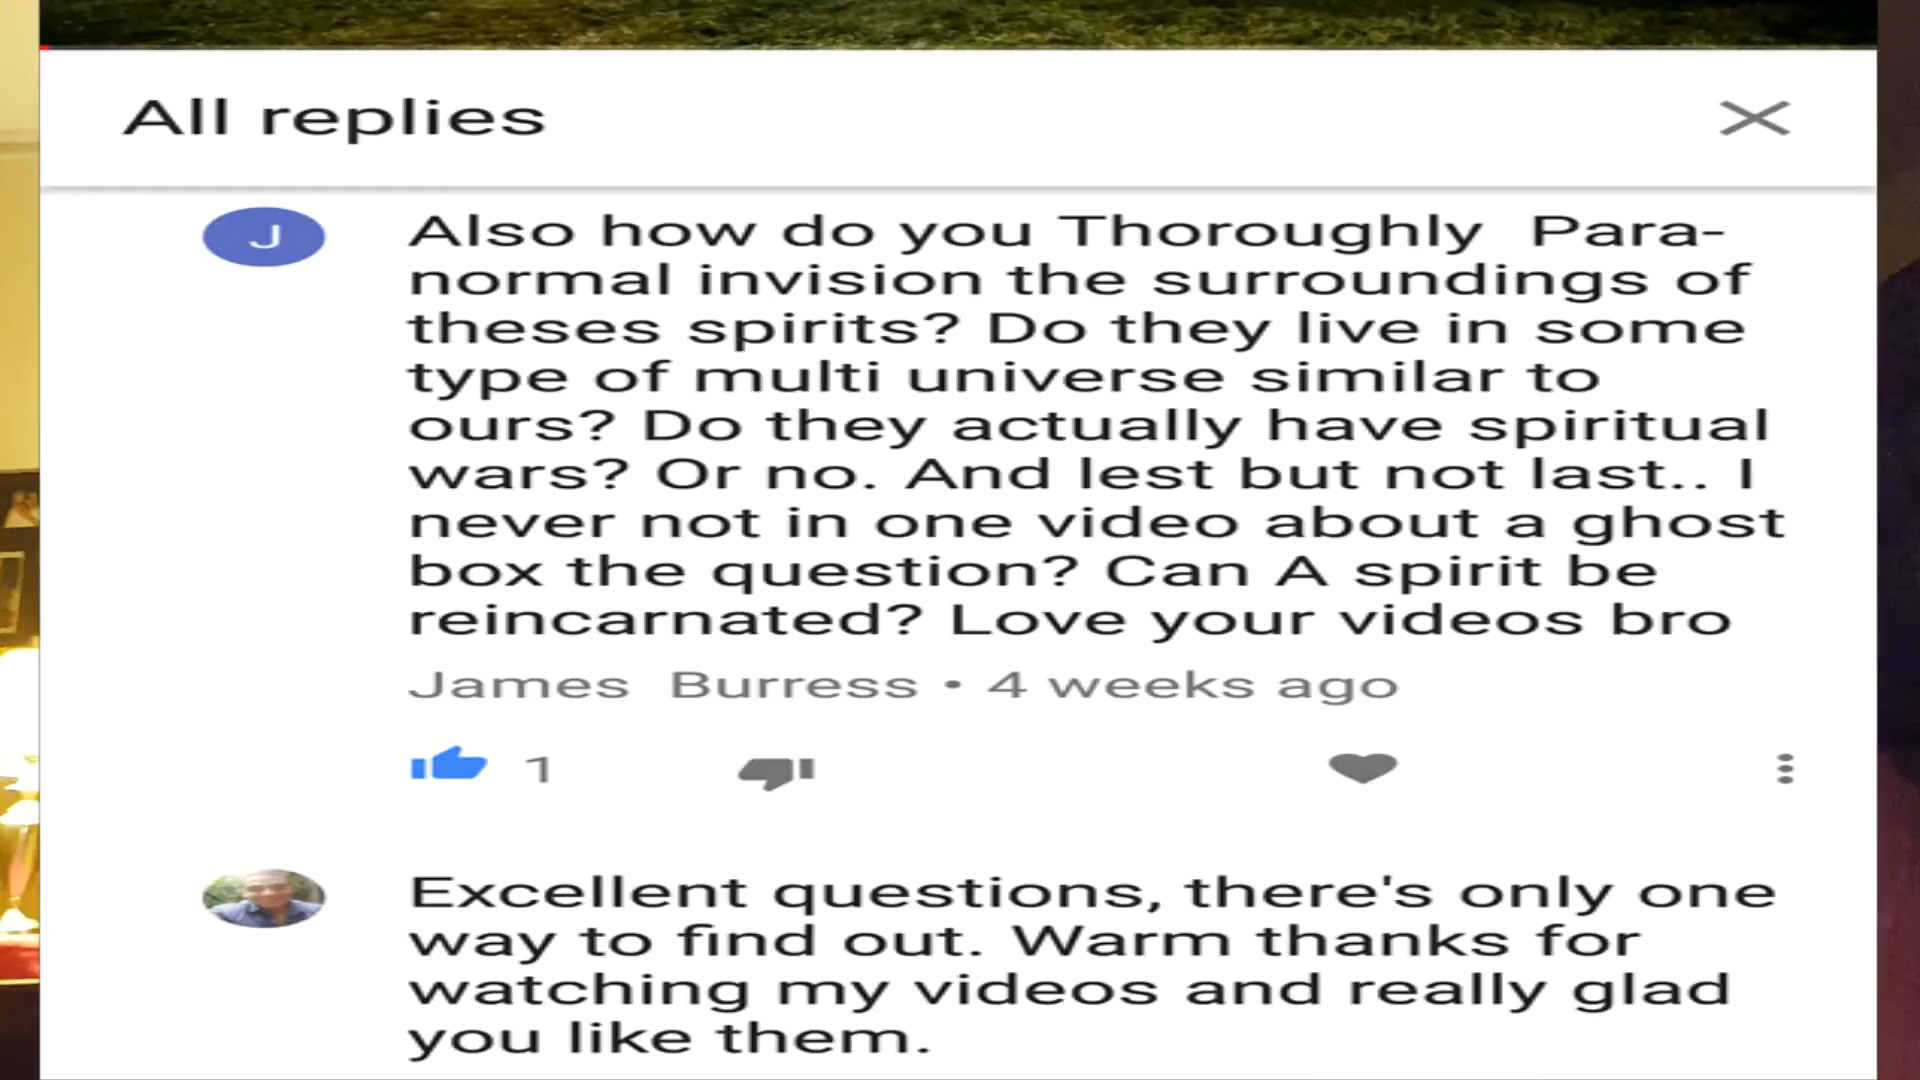 All replies
J
Also how do you Thoroughly Para-
normal invision the surroundings of
theses spirits? Do they live in some
type of multi universe similar to
ours? Do they actually have spiritual
wars? Or no. And lest but not last.. I
never not in one video about a ghost
box the question? Can A spirit be
reincarnated? Love your videos bro
James Burress • 4 weeks ago
1
Excellent questions, there's only one
way to find out. Warm thanks for
watching my videos and really glad
you like them.